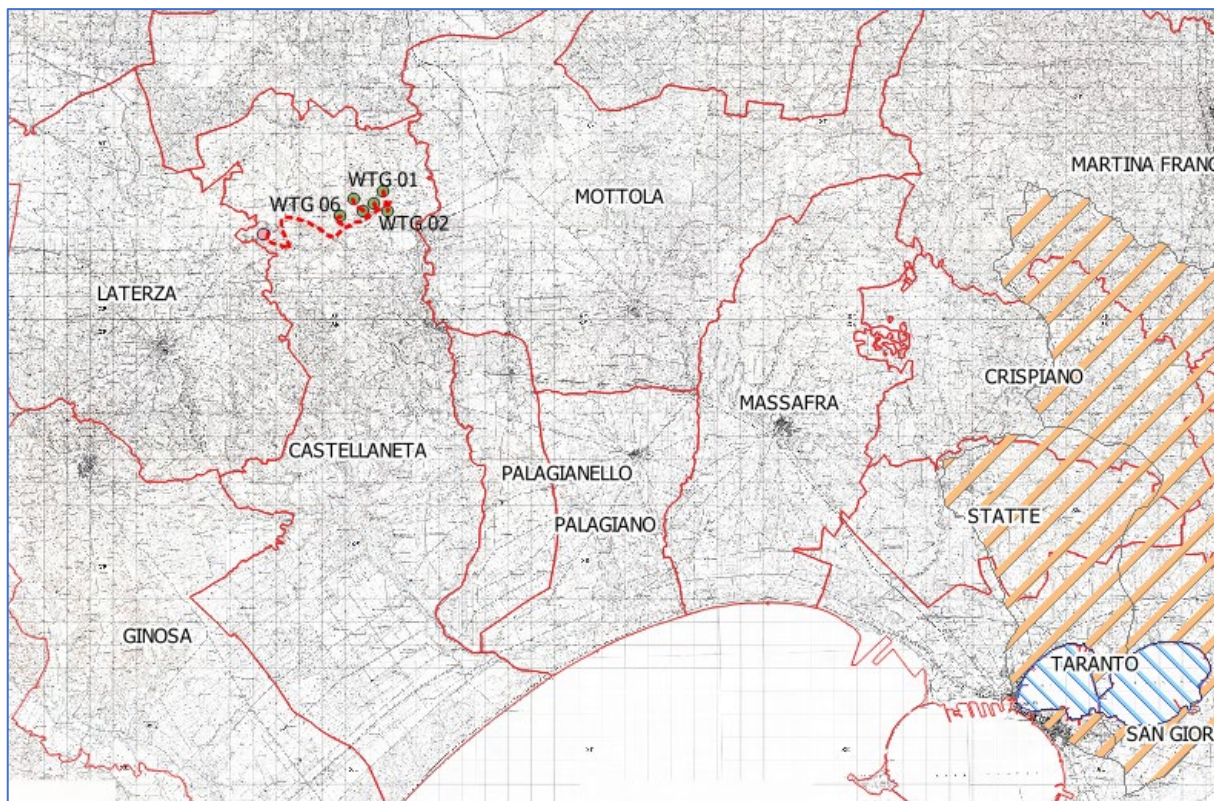 MARTINA FRANC
WTG 01
MOTTOLA
WTG 06
WTG 02
LATERZA
CRISPIANO
MASSAFRA
CASTELLANETA
PALAGIANELLO
STATTE
PALAGIANO
GINOSA
TARANTO
SAN GIOR